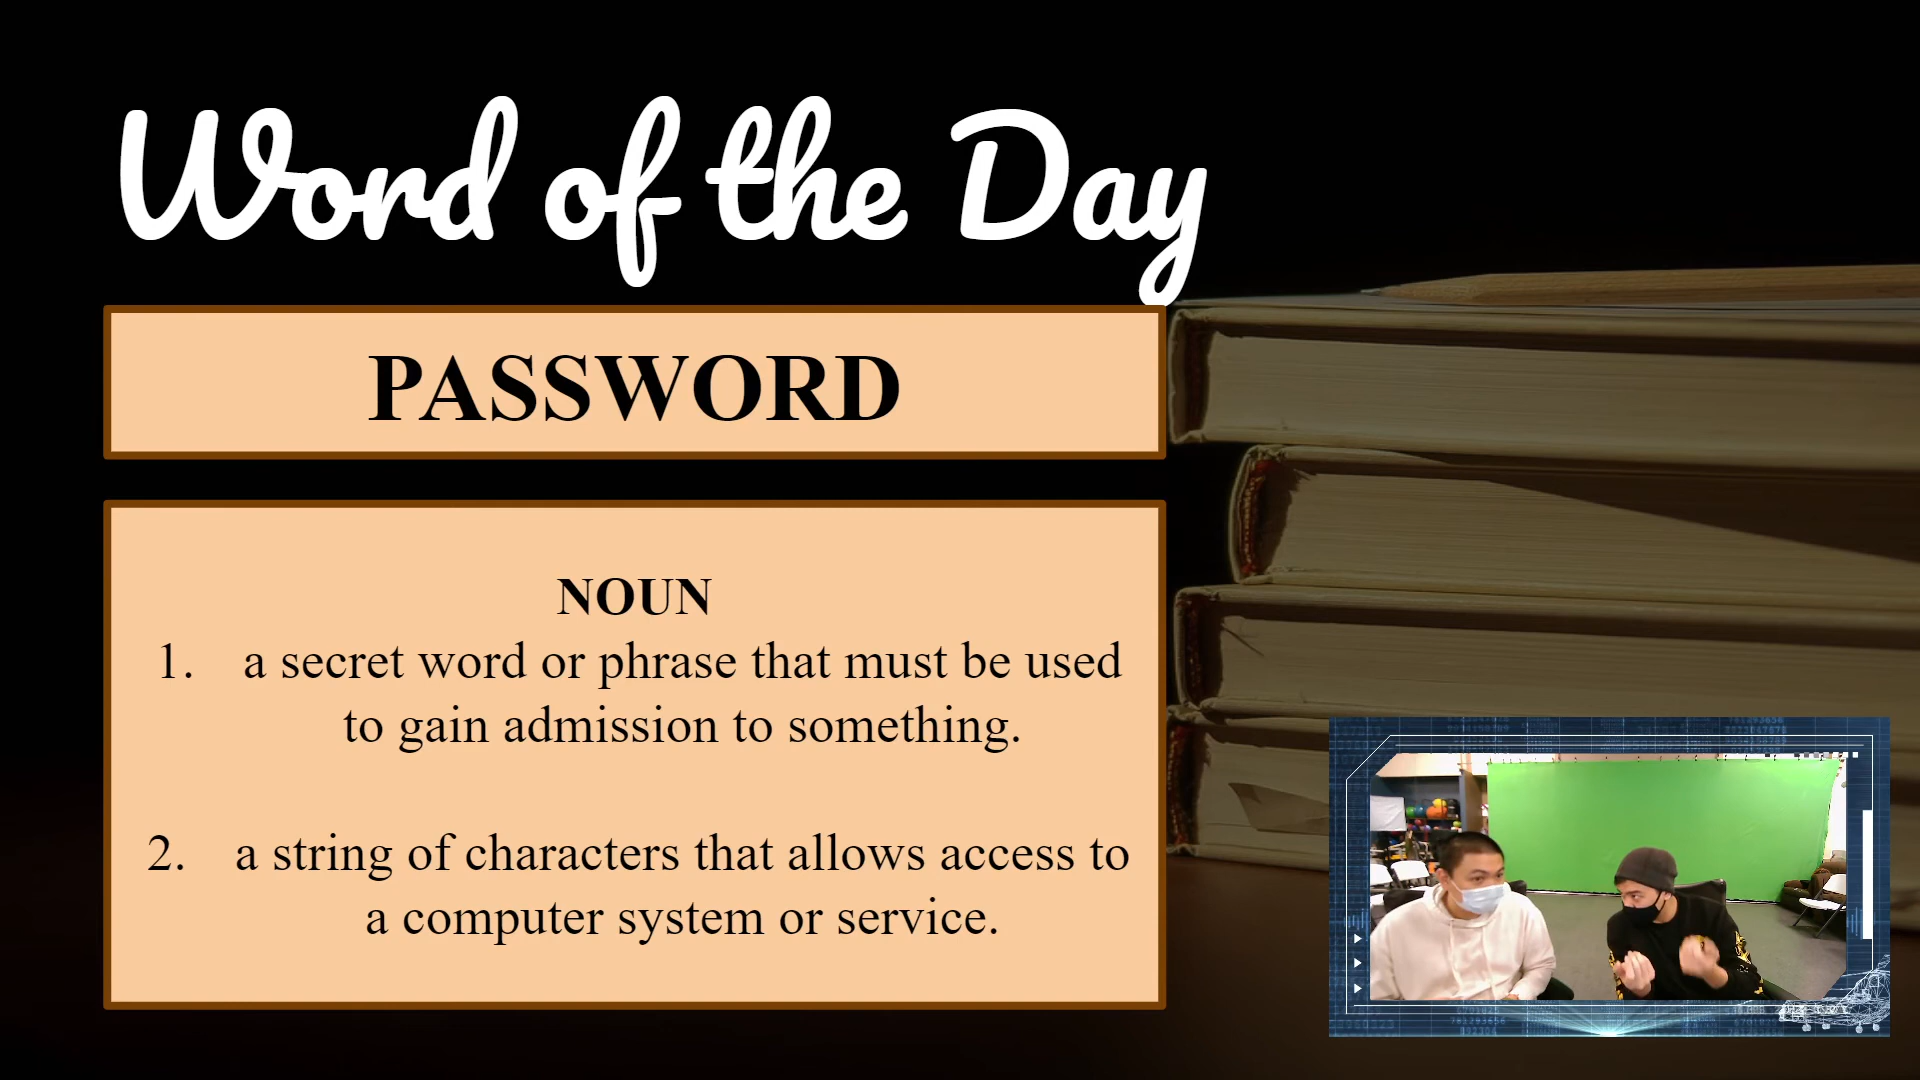 Word of the Day
PASSWORD
NOUN
1. a secret word or phrase that must be used
to gain admission to something.
2. a string of characters that allows access to
a computer system or service.